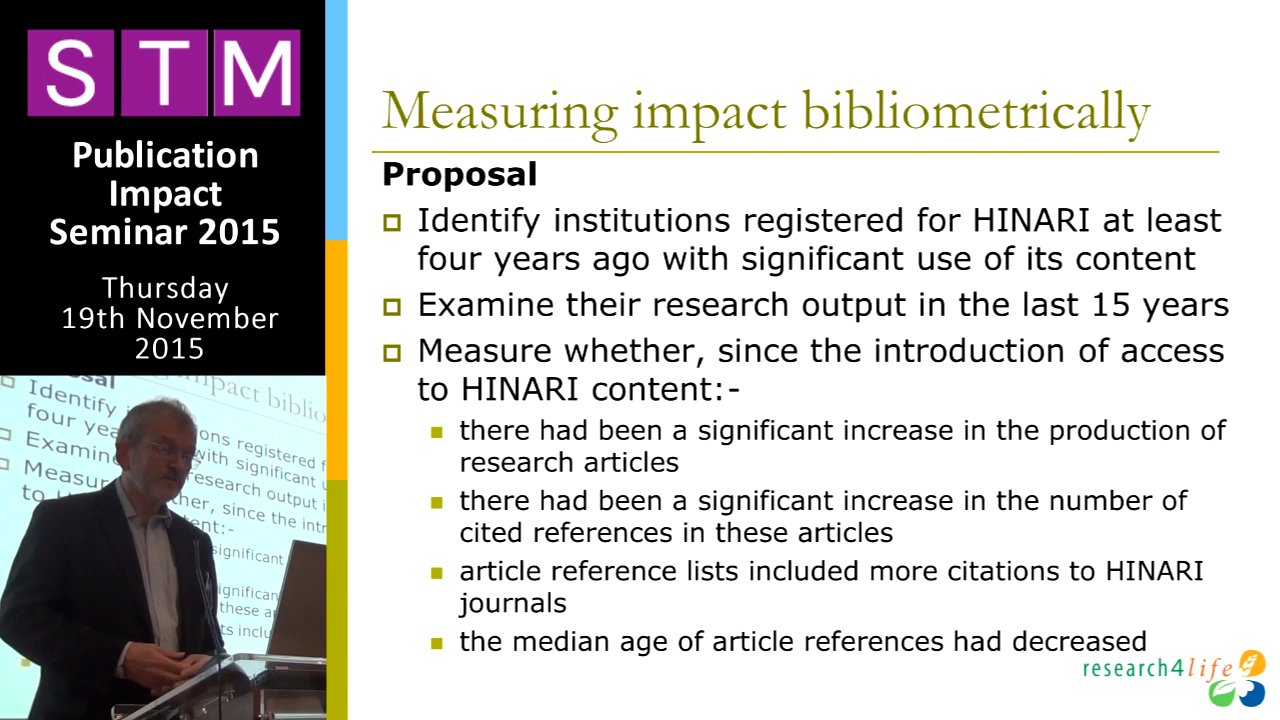 STM
Publication
Impact
Seminar 2015
Thursday
19th November
2015
Measuring impact bibliometrically
Proposal
Identify institutions registered for HINARI at least
four years ago with significant use of its content
Examine their research output in the last 15 years
Measure whether, since the introduction of access
to HINARI content:-
there had been a significant increase in the production of
research articles
there had been a significant increase in the number of
cited references in these articles
article reference lists included more citations to HINARI
journals
the median age of article references had decreased
research4life